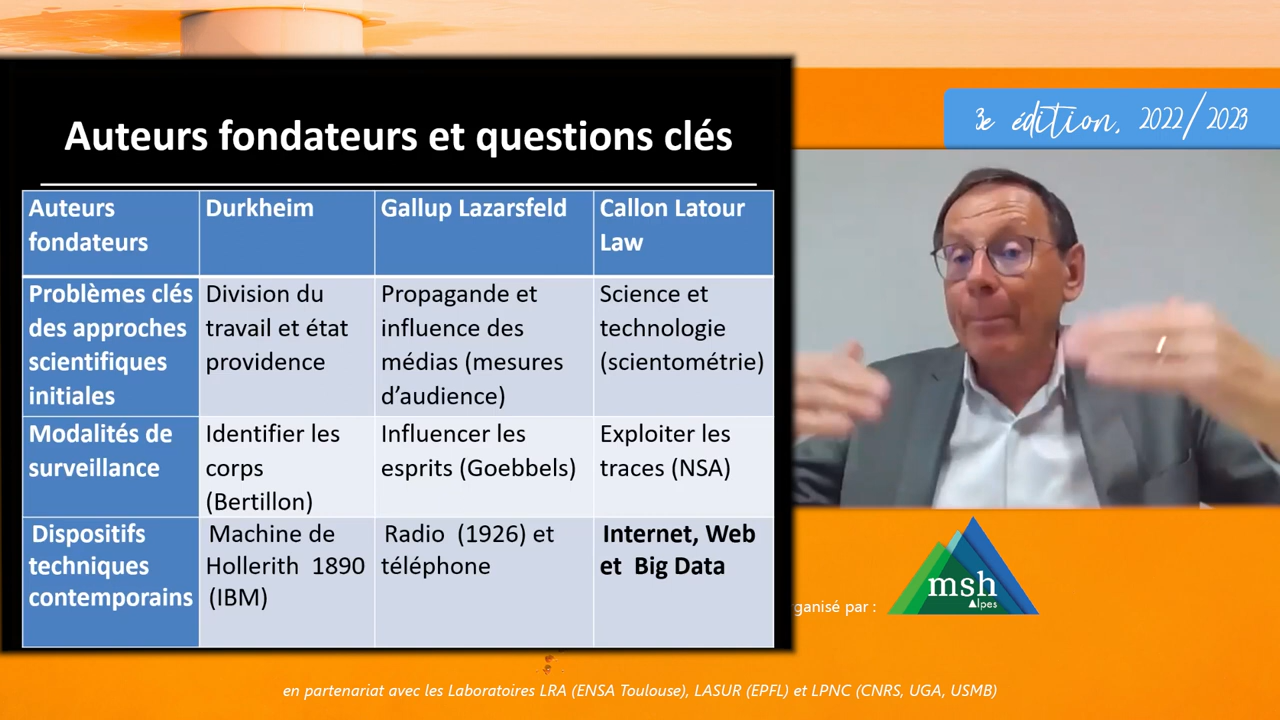 3e édition, 2022/2023
Auteurs fondateurs et questions clés
Auteurs
fondateurs
Durkheim
Gallup Lazarsfeld
Callon Latour
Law
Problèmes clés
des approches
scientifiques
initiales
Division du
travail et état
providence
Propagande et
influence des
médias (mesures
d’audience)
Science et
technologie
(scientométrie)
Modalités de
surveillance
Identifier les
corps
(Bertillon)
Influencer les
esprits (Goebbels)
Exploiter les
traces (NSA)
Dispositifs
techniques
contemporains
Machine de
Hollerith 1890
(IBM)
Radio (1926) et
téléphone
Internet, Web
et Big Data
rganisé par :
msh
Alpes
en partenariat avec les Laboratoires LRA (ENSA Toulouse), LASUR (EPFL) et LPNC (CNRS, UGA, USMB)